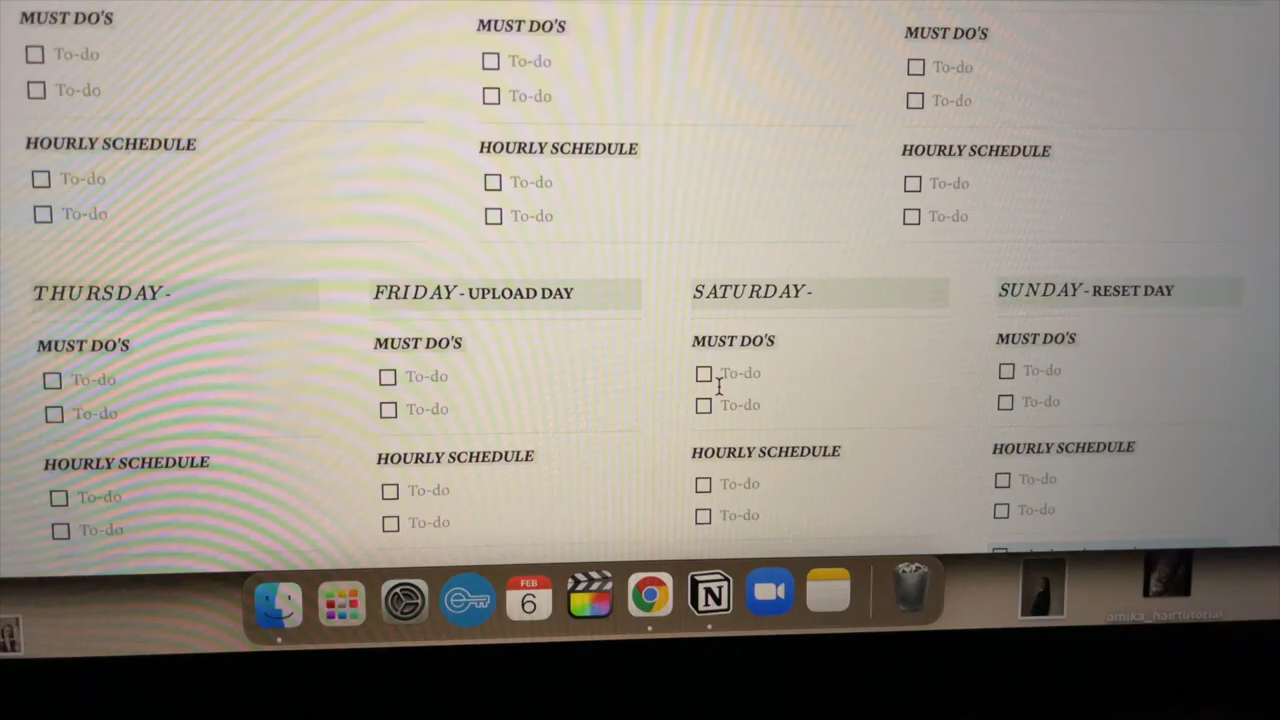 MUST DO'S
To-do
To-do
HOURLY SCHEDULE
To-do
To-do
MUST DO'S
To-do
To-do
HOURLY SCHEDULE
To-do
To-do
MUST DO'S
To-do
To-do
HOURLY SCHEDULE
To-do
To-do
THURSDAY-
MUST DO'S
To-do
To-do
HOURLY SCHEDULE
To-do
To-do
FRIDAY- UPLOAD DAY
MUST DO'S
To-do
To-do
HOURLY SCHEDULE
To-do
To-do
SATURDAY-
MUST DO'S
To-do
To-do
HOURLY SCHEDULE
To-do
To-do
SUNDAY- RESET DAY
MUST DO'S
To-do
To-do
HOURLY SCHEDULE
To-do
To-do
FEB
6
N
amika_hairtutorial